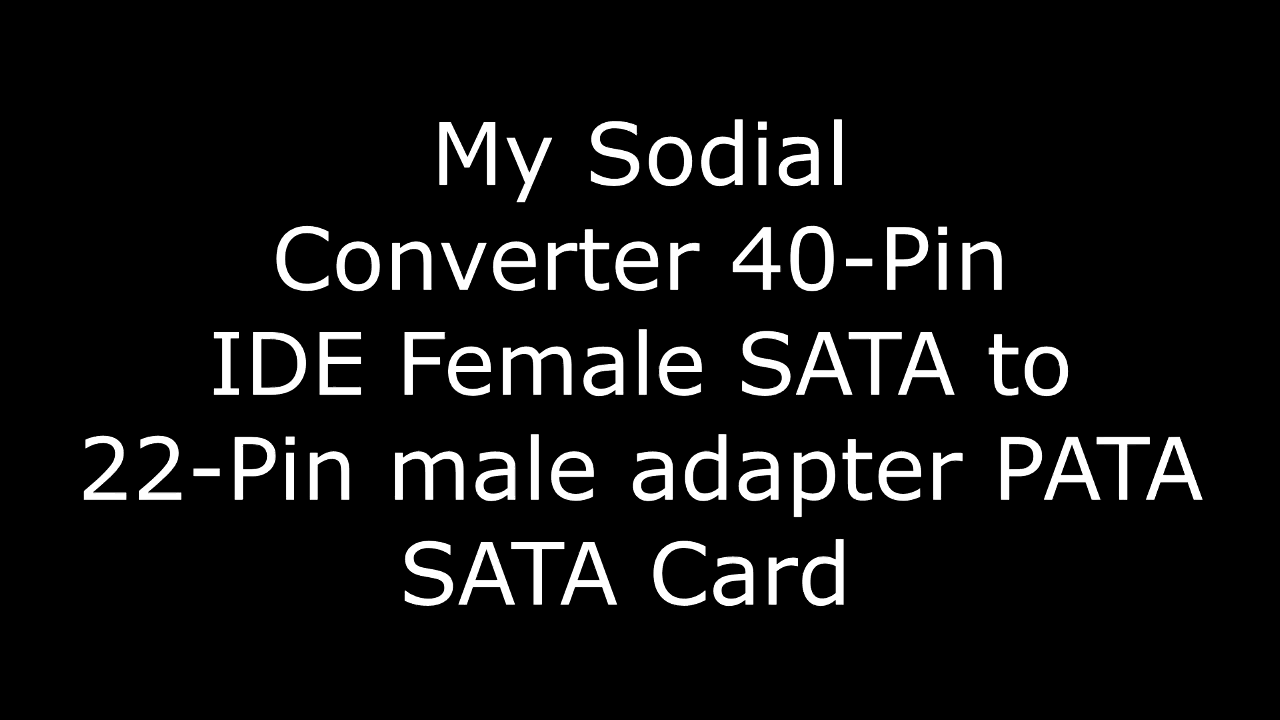 My Sodial
Converter 40-Pin
IDE Female SATA to
22-Pin male adapter PATA
SATA Card